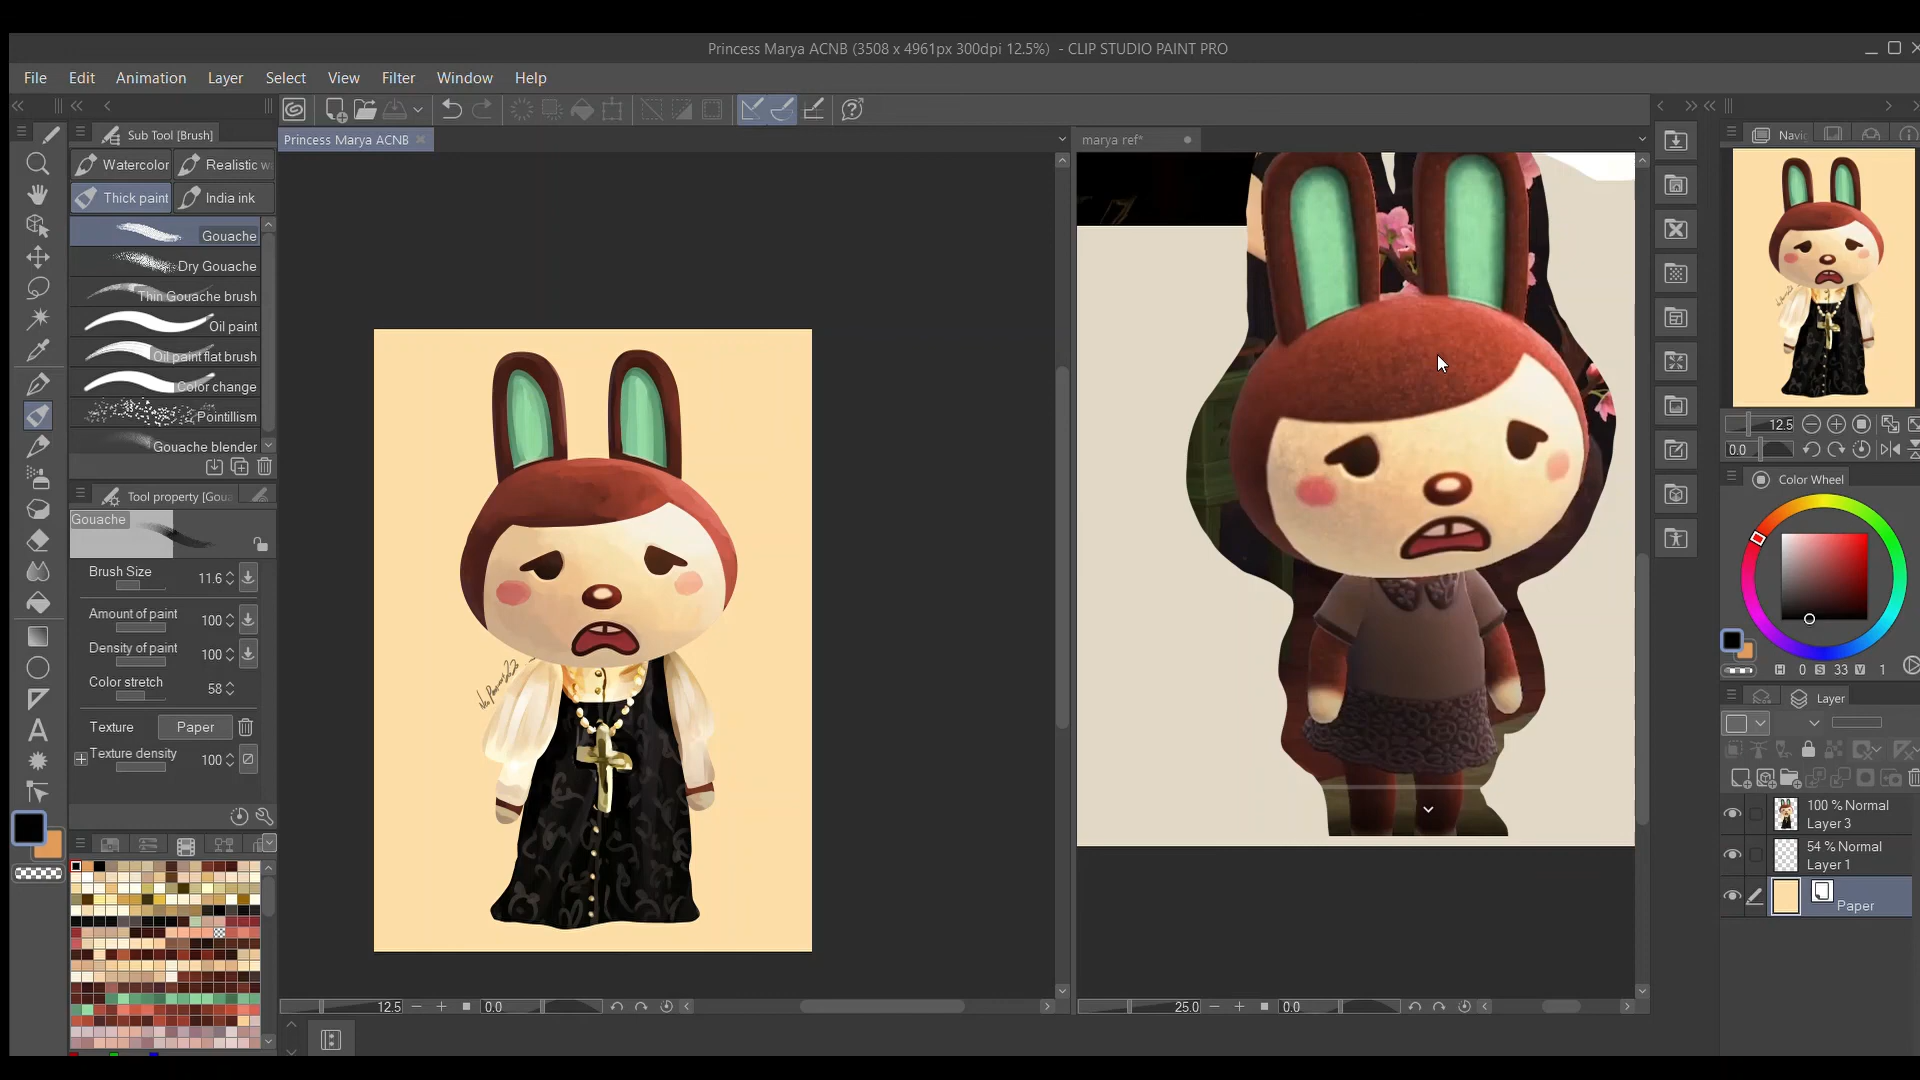 Princess Marya ACNB (3508 x 4961px 300dpi 12.5%) - CLIP STUDIO PAINT PRO
File Edit Animation Layer Select View Filter Window Help
Sub Tool [Brush]
Princess Marya ACNB
marya ref*
Navi
Watercolor Realistic w
Thick paint India ink
Gouache
Dry Gouache
Thin Gouache brush
Oil paint
Oil paint flat brush
Color change
Pointillism
Gouache blender
12.5
0.0
Tool property [Goua
Color Wheel
Gouache
Brush Size 11.6
Amount of paint 100
Density of paint 100
Color stretch 58
H 0 S 33 V 1
Layer
Texture Paper
Texture density 100
100 % Normal
Layer 3
54 % Normal
Layer 1
Paper
12.5 0.0
25.0 0.0